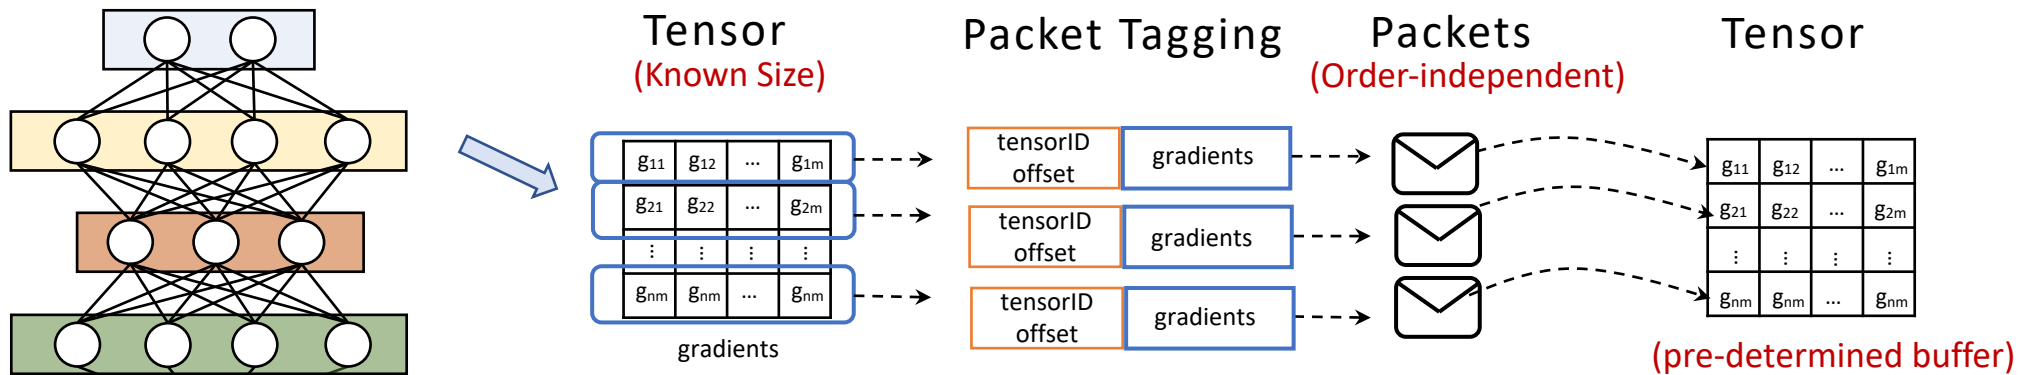 Tensor
(Known Size)
g11 g12 ... g1m
g21 g22 ... g2m
⋮ ⋮ ⋮ ⋮
gnm gnm ... gnm
gradients
Packet Tagging
tensorID
offset
gradients
tensorID
offset
gradients
tensorID
offset
gradients
Packets
(Order-independent)
Tensor
g11 g12 ... g1m
g21 g22 ... g2m
⋮ ⋮ ⋮ ⋮
gnm gnm ... gnm
(pre-determined buffer)